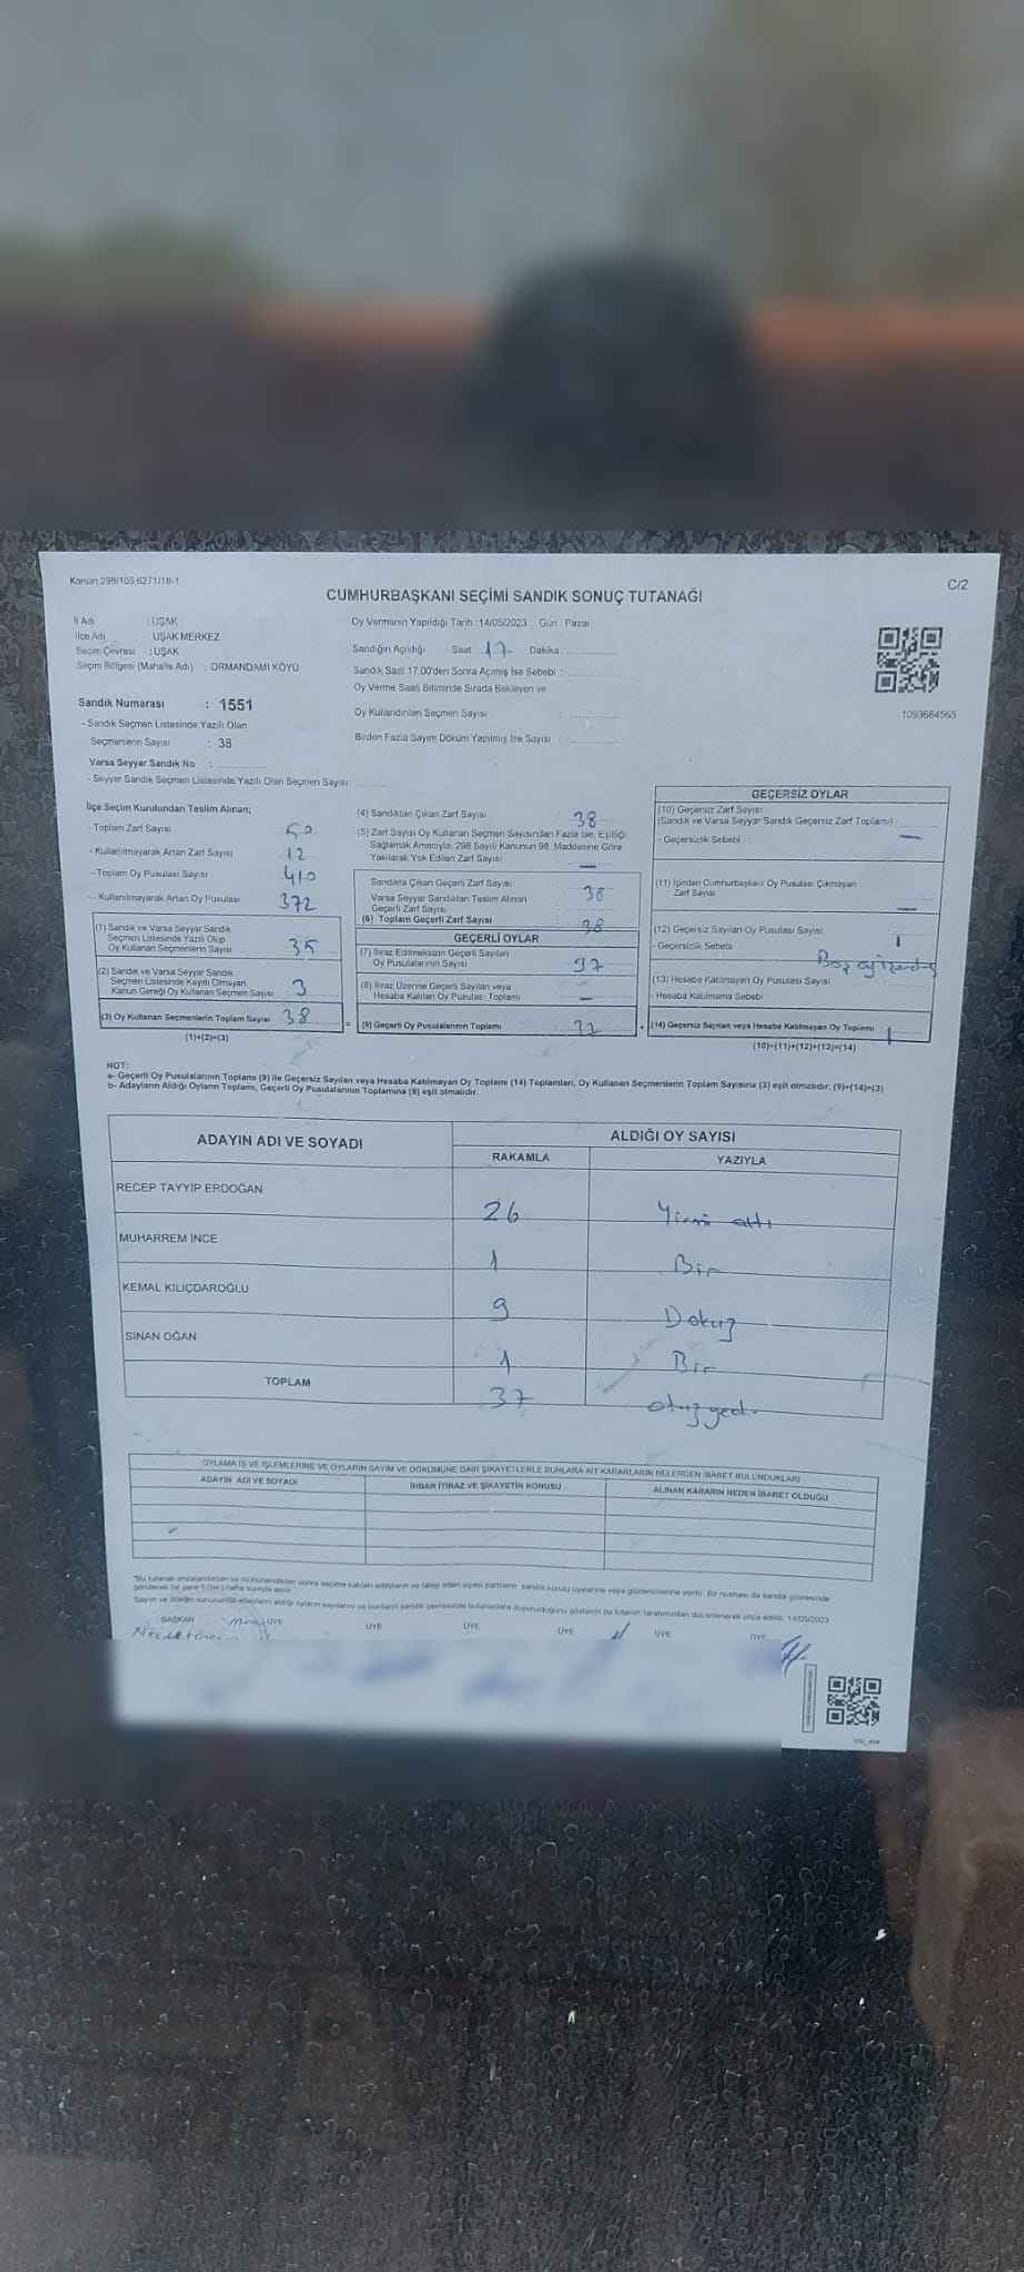 Kanun:298/105,6271/18-1
C/2
CUMHURBAŞKANI SEÇİMİ SANDIK SONUÇ TUTANAĞI
İl Adı : UŞAK
İlçe Adı : UŞAK MERKEZ
Seçim Çevresi : UŞAK
Seçim Bölgesi (Mahalle Adı) : ORMANDAMI KÖYÜ
Sandık Numarası : 1551
- Sandık Seçmen Listesinde Yazılı Olan
Seçmenlerin Sayısı : 38
Varsa Seyyar Sandık No :
- Seyyar Sandık Seçmen Listesinde Yazılı Olan Seçmen Sayısı:
Oy Vermenin Yapıldığı Tarih :14/05/2023 Gün : Pazar
Sandığın Açıldığı Saat 17 Dakika
Sandık Saat 17.00'den Sonra Açılmış İse Sebebi :
Oy Verme Saati Bitiminde Sırada Bekleyen ve
Oy Kullandırılan Seçmen Sayısı :
Birden Fazla Sayım Döküm Yapılmış İse Sayısı :
1093684565
İlçe Seçim Kurulundan Teslim Alınan;
- Toplam Zarf Sayısı 50
- Kullanılmayarak Artan Zarf Sayısı 12
- Toplam Oy Pusulası Sayısı 410
- Kullanılmayarak Artan Oy Pusulası 372
(1) Sandık ve Varsa Seyyar Sandık
Seçmen Listesinde Yazılı Olup
Oy Kullanan Seçmenlerin Sayısı 35
(2) Sandık ve Varsa Seyyar Sandık
Seçmen Listesinde Kayıtlı Olmayan
Kanun Gereği Oy Kullanan Seçmen Sayısı 3
(3) Oy Kullanan Seçmenlerin Toplam Sayısı 38
(1)+(2)=(3)
(4) Sandıktan Çıkan Zarf Sayısı 38
(5) Zarf Sayısı Oy Kullanan Seçmen Sayısından Fazla İse, Eşitliği
Sağlamak Amacıyla, 298 Sayılı Kanunun 98. Maddesine Göre
Yakılarak Yok Edilen Zarf Sayısı —
Sandıkta Çıkan Geçerli Zarf Sayısı 38
Varsa Seyyar Sandıktan Teslim Alınan
Geçerli Zarf Sayısı
(6) Toplam Geçerli Zarf Sayısı 38
GEÇERLİ OYLAR
(7) İtiraz Edilmeksizin Geçerli Sayılan
Oy Pusulalarının Sayısı 37
(8) İtiraz Üzerine Geçerli Sayılan veya
Hesaba Katılan Oy Pusulası Toplamı —
(9) Geçerli Oy Pusulalarının Toplamı 37
GEÇERSİZ OYLAR
(10) Geçersiz Zarf Sayısı
(Sandık ve Varsa Seyyar Sandık Geçersiz Zarf Toplamı) :
- Geçersizlik Sebebi : —
(11) İçinden Cumhurbaşkanı Oy Pusulası Çıkmayan
Zarf Sayısı —
(12) Geçersiz Sayılan Oy Pusulası Sayısı 1
- Geçersizlik Sebebi Boş
(13) Hesaba Katılmayan Oy Pusulası Sayısı
- Hesaba Katılmama Sebebi
(14) Geçersiz Sayılan veya Hesaba Katılmayan Oy Toplamı 1
(10)+(11)+(12)+(13)=(14)
NOT:
a- Geçerli Oy Pusulalarının Toplamı (9) ile Geçersiz Sayılan veya Hesaba Katılmayan Oy Toplamı (14) Toplamları, Oy Kullanan Seçmenlerin Toplam Sayısına (3) eşit olmalıdır. (9)+(14)=(3)
b- Adayların Aldığı Oyların Toplamı, Geçerli Oy Pusulalarının Toplamına (9) eşit olmalıdır.
ADAYIN ADI VE SOYADI ALDIĞI OY SAYISI
RAKAMLA YAZIYLA
RECEP TAYYİP ERDOĞAN 26 Yirmi altı
MUHARREM İNCE 1 Bir
KEMAL KILIÇDAROĞLU 9 Dokuz
SİNAN OĞAN 1 Bir
TOPLAM 37 otuzyedi
OYLAMA İŞ VE İŞLEMLERİNE VE OYLARIN SAYIM VE DÖKÜMÜNE DAİR ŞİKAYETLERLE BUNLARA AİT KARARLARIN NELERDEN İBARET BULUNDUKLARI
ADAYIN ADI VE SOYADI İHBAR İTİRAZ VE ŞİKAYETİN KONUSU ALINAN KARARIN NEDEN İBARET OLDUĞU
BAŞKAN ÜYE ÜYE ÜYE ÜYE ÜYE ÜYE